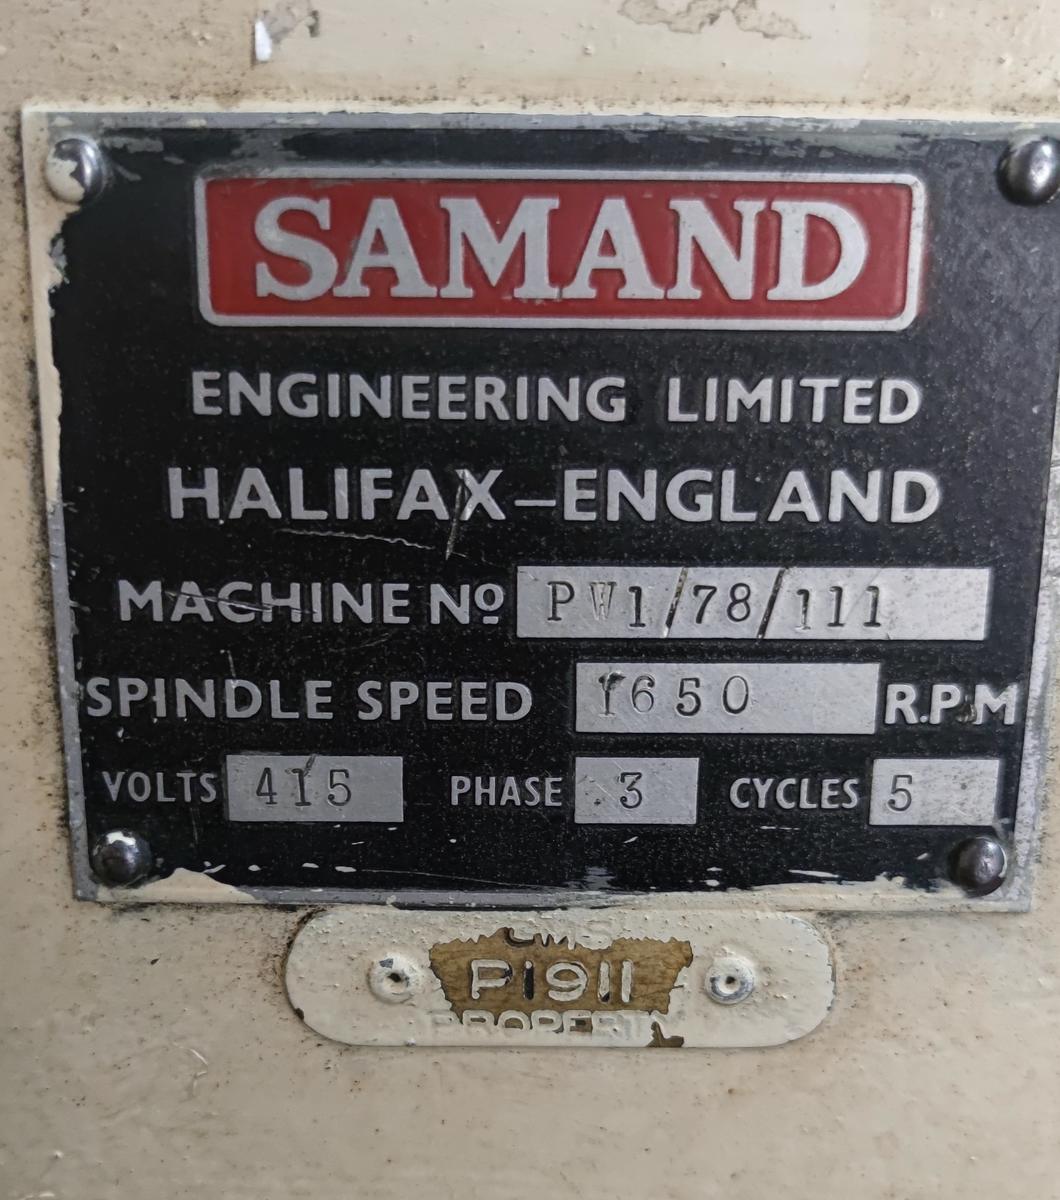 SAMAND
ENGINEERING LIMITED
HALIFAX–ENGLAND
MACHINE Nº PW1/78/111
SPINDLE SPEED 1650 R.P.M
VOLTS 415 PHASE 3 CYCLES 5
P1911
PROPERTY